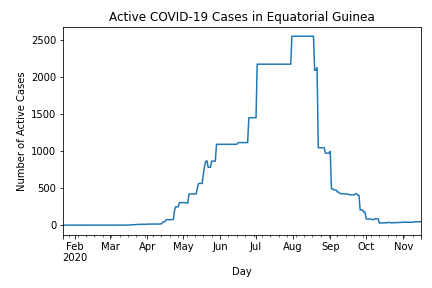 Active COVID-19 Cases in Equatorial Guinea
Number of Active Cases
2500
2000
1500
1000
500
0
Feb Mar Apr May Jun Jul Aug Sep Oct Nov
2020
Day